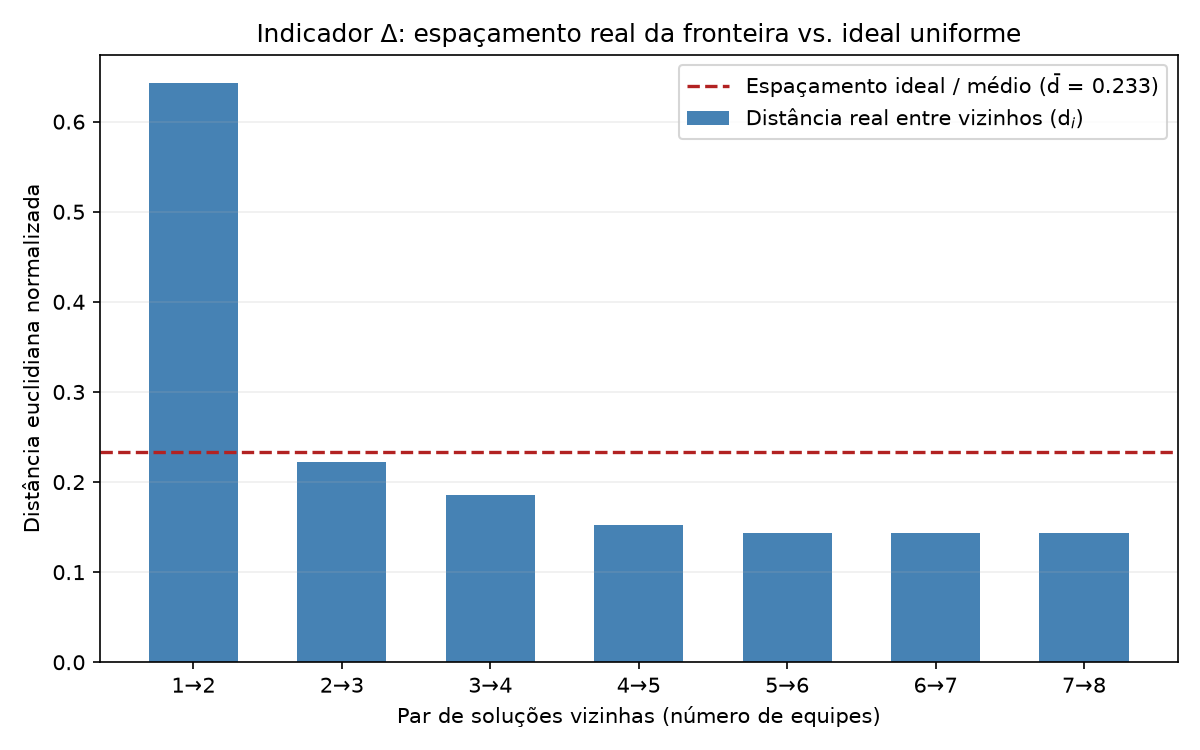 Indicador Δ: espaçamento real da fronteira vs. ideal uniforme
Espaçamento ideal / médio (d̄ = 0.233)
Distância real entre vizinhos (dᵢ)
Distância euclidiana normalizada
0.6
0.5
0.4
0.3
0.2
0.1
0.0
1→2 2→3 3→4 4→5 5→6 6→7 7→8
Par de soluções vizinhas (número de equipes)